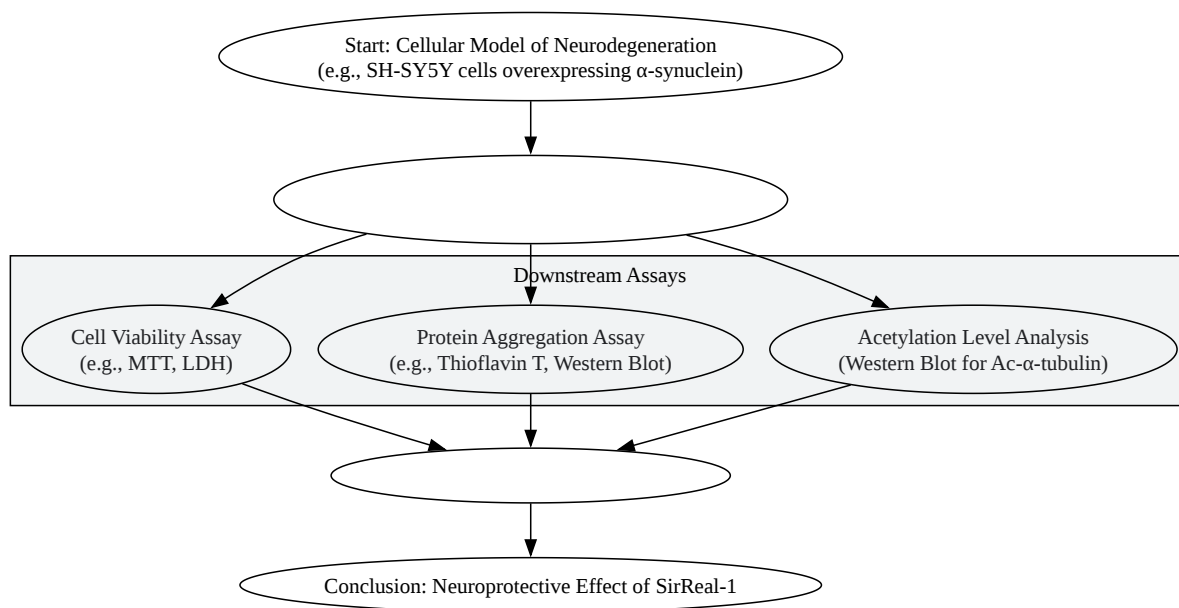 Start: Cellular Model of Neurodegeneration
(e.g., SH-SY5Y cells overexpressing α-synuclein)
Downstream Assays
Cell Viability Assay
(e.g., MTT, LDH)
Protein Aggregation Assay
(e.g., Thioflavin T, Western Blot)
Acetylation Level Analysis
(Western Blot for Ac-α-tubulin)
Conclusion: Neuroprotective Effect of SirReal-1